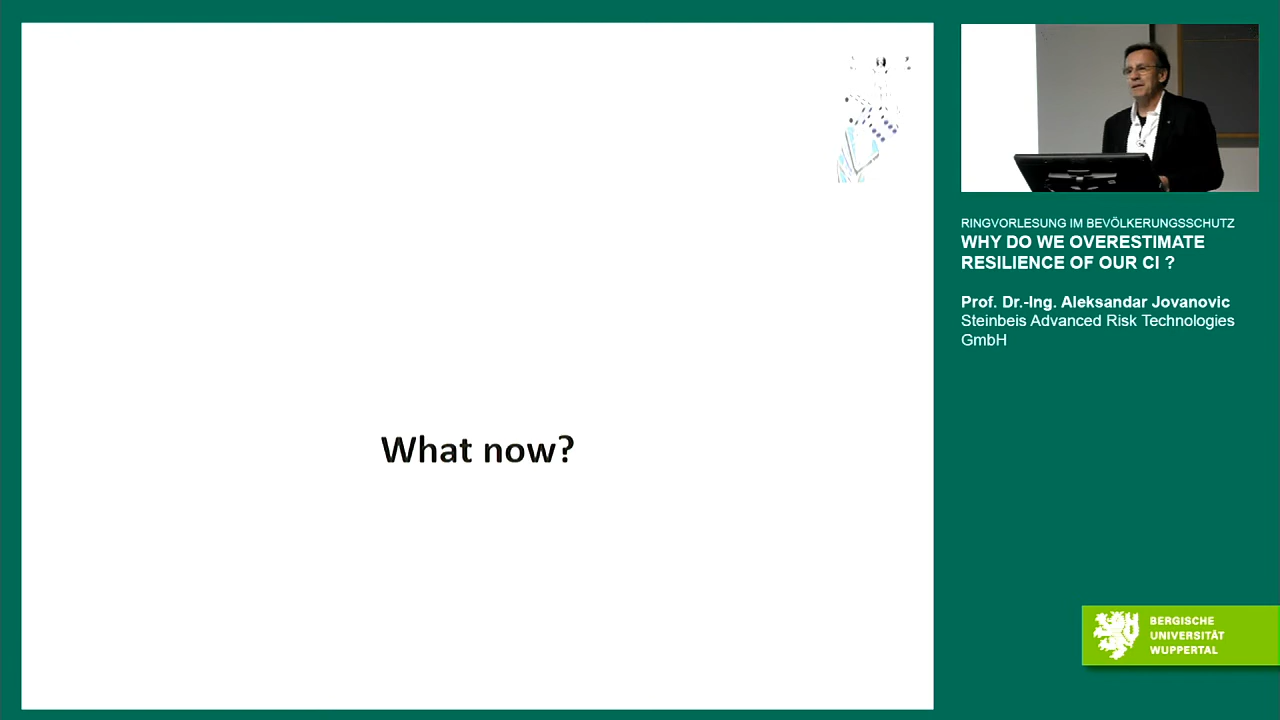 What now?
RINGVORLESUNG IM BEVÖLKERUNGSSCHUTZ
WHY DO WE OVERESTIMATE
RESILIENCE OF OUR CI ?
Prof. Dr.-Ing. Aleksandar Jovanovic
Steinbeis Advanced Risk Technologies
GmbH
BERGISCHE
UNIVERSITÄT
WUPPERTAL